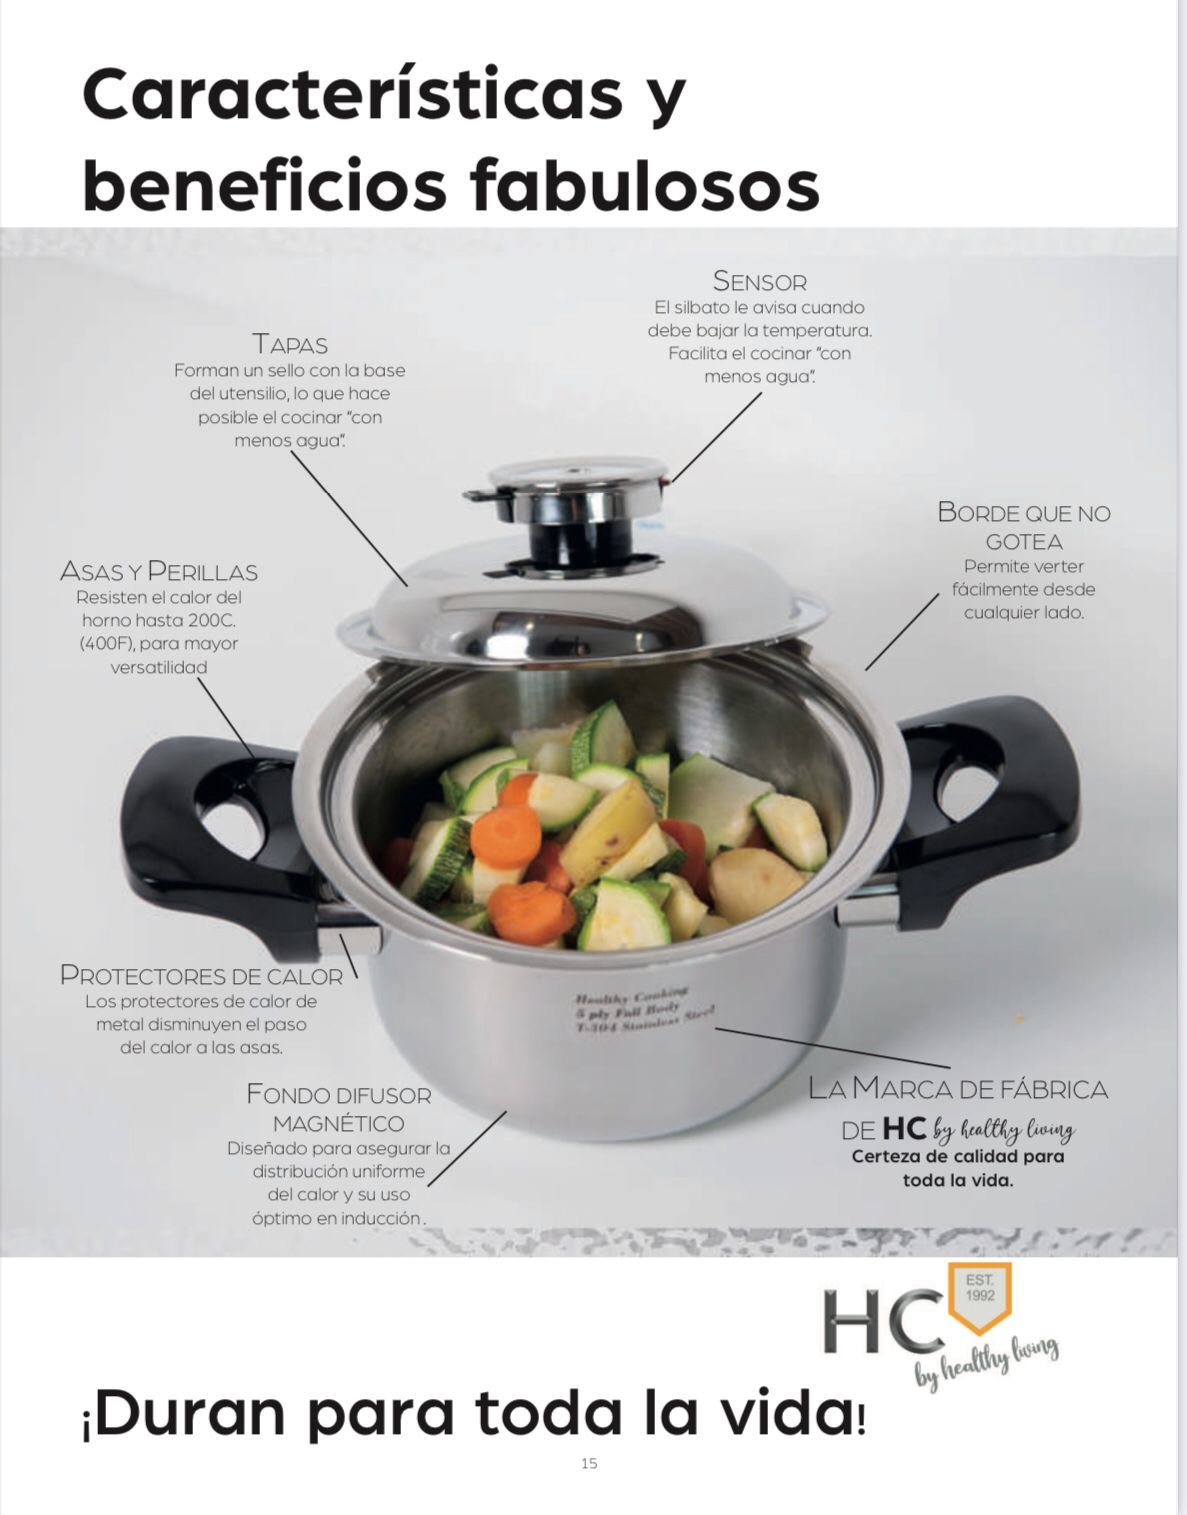 Características y
beneficios fabulosos
SENSOR
El silbato le avisa cuando
debe bajar la temperatura.
Facilita el cocinar "con
menos agua".
TAPAS
Forman un sello con la base
del utensilio, lo que hace
posible el cocinar "con
menos agua".
BORDE QUE NO
GOTEA
Permite verter
fácilmente desde
cualquier lado.
ASAS Y PERILLAS
Resisten el calor del
horno hasta 200C.
(400F), para mayor
versatilidad
PROTECTORES DE CALOR
Los protectores de calor de
metal disminuyen el paso
del calor a las asas.
Healthy Cooking
5 ply Full Body
T-304 Stainless Steel
FONDO DIFUSOR
MAGNÉTICO
Diseñado para asegurar la
distribución uniforme
del calor y su uso
óptimo en inducción.
LA MARCA DE FÁBRICA
DE HC by healthy living
Certeza de calidad para
toda la vida.
EST.
1992
HC
by healthy living
¡Duran para toda la vida!
15